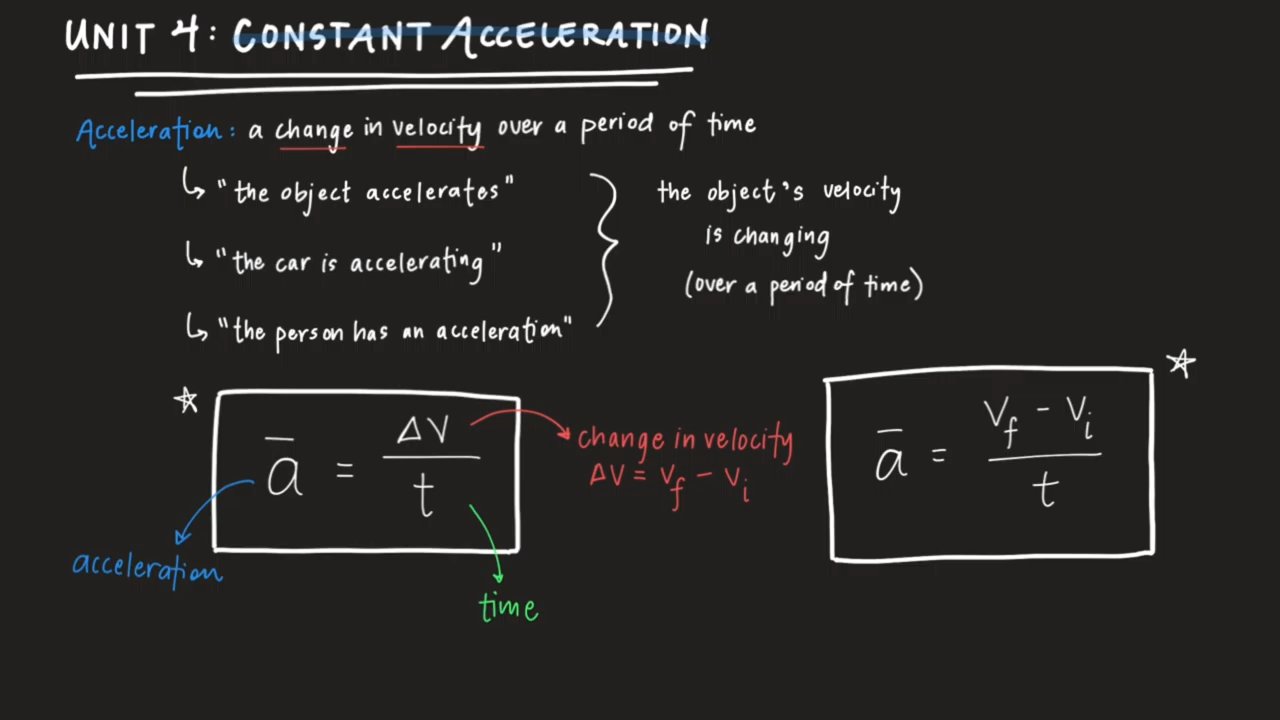 UNIT 4: CONSTANT ACCELERATION
Acceleration: a change in velocity over a period of time
↳ "the object accelerates"
↳ "the car is accelerating"
↳ "the person has an acceleration"
the object's velocity
is changing
(over a period of time)
a̅ = ΔV / t
change in velocity
ΔV = Vf - Vi
acceleration
time
a̅ = Vf - Vi / t